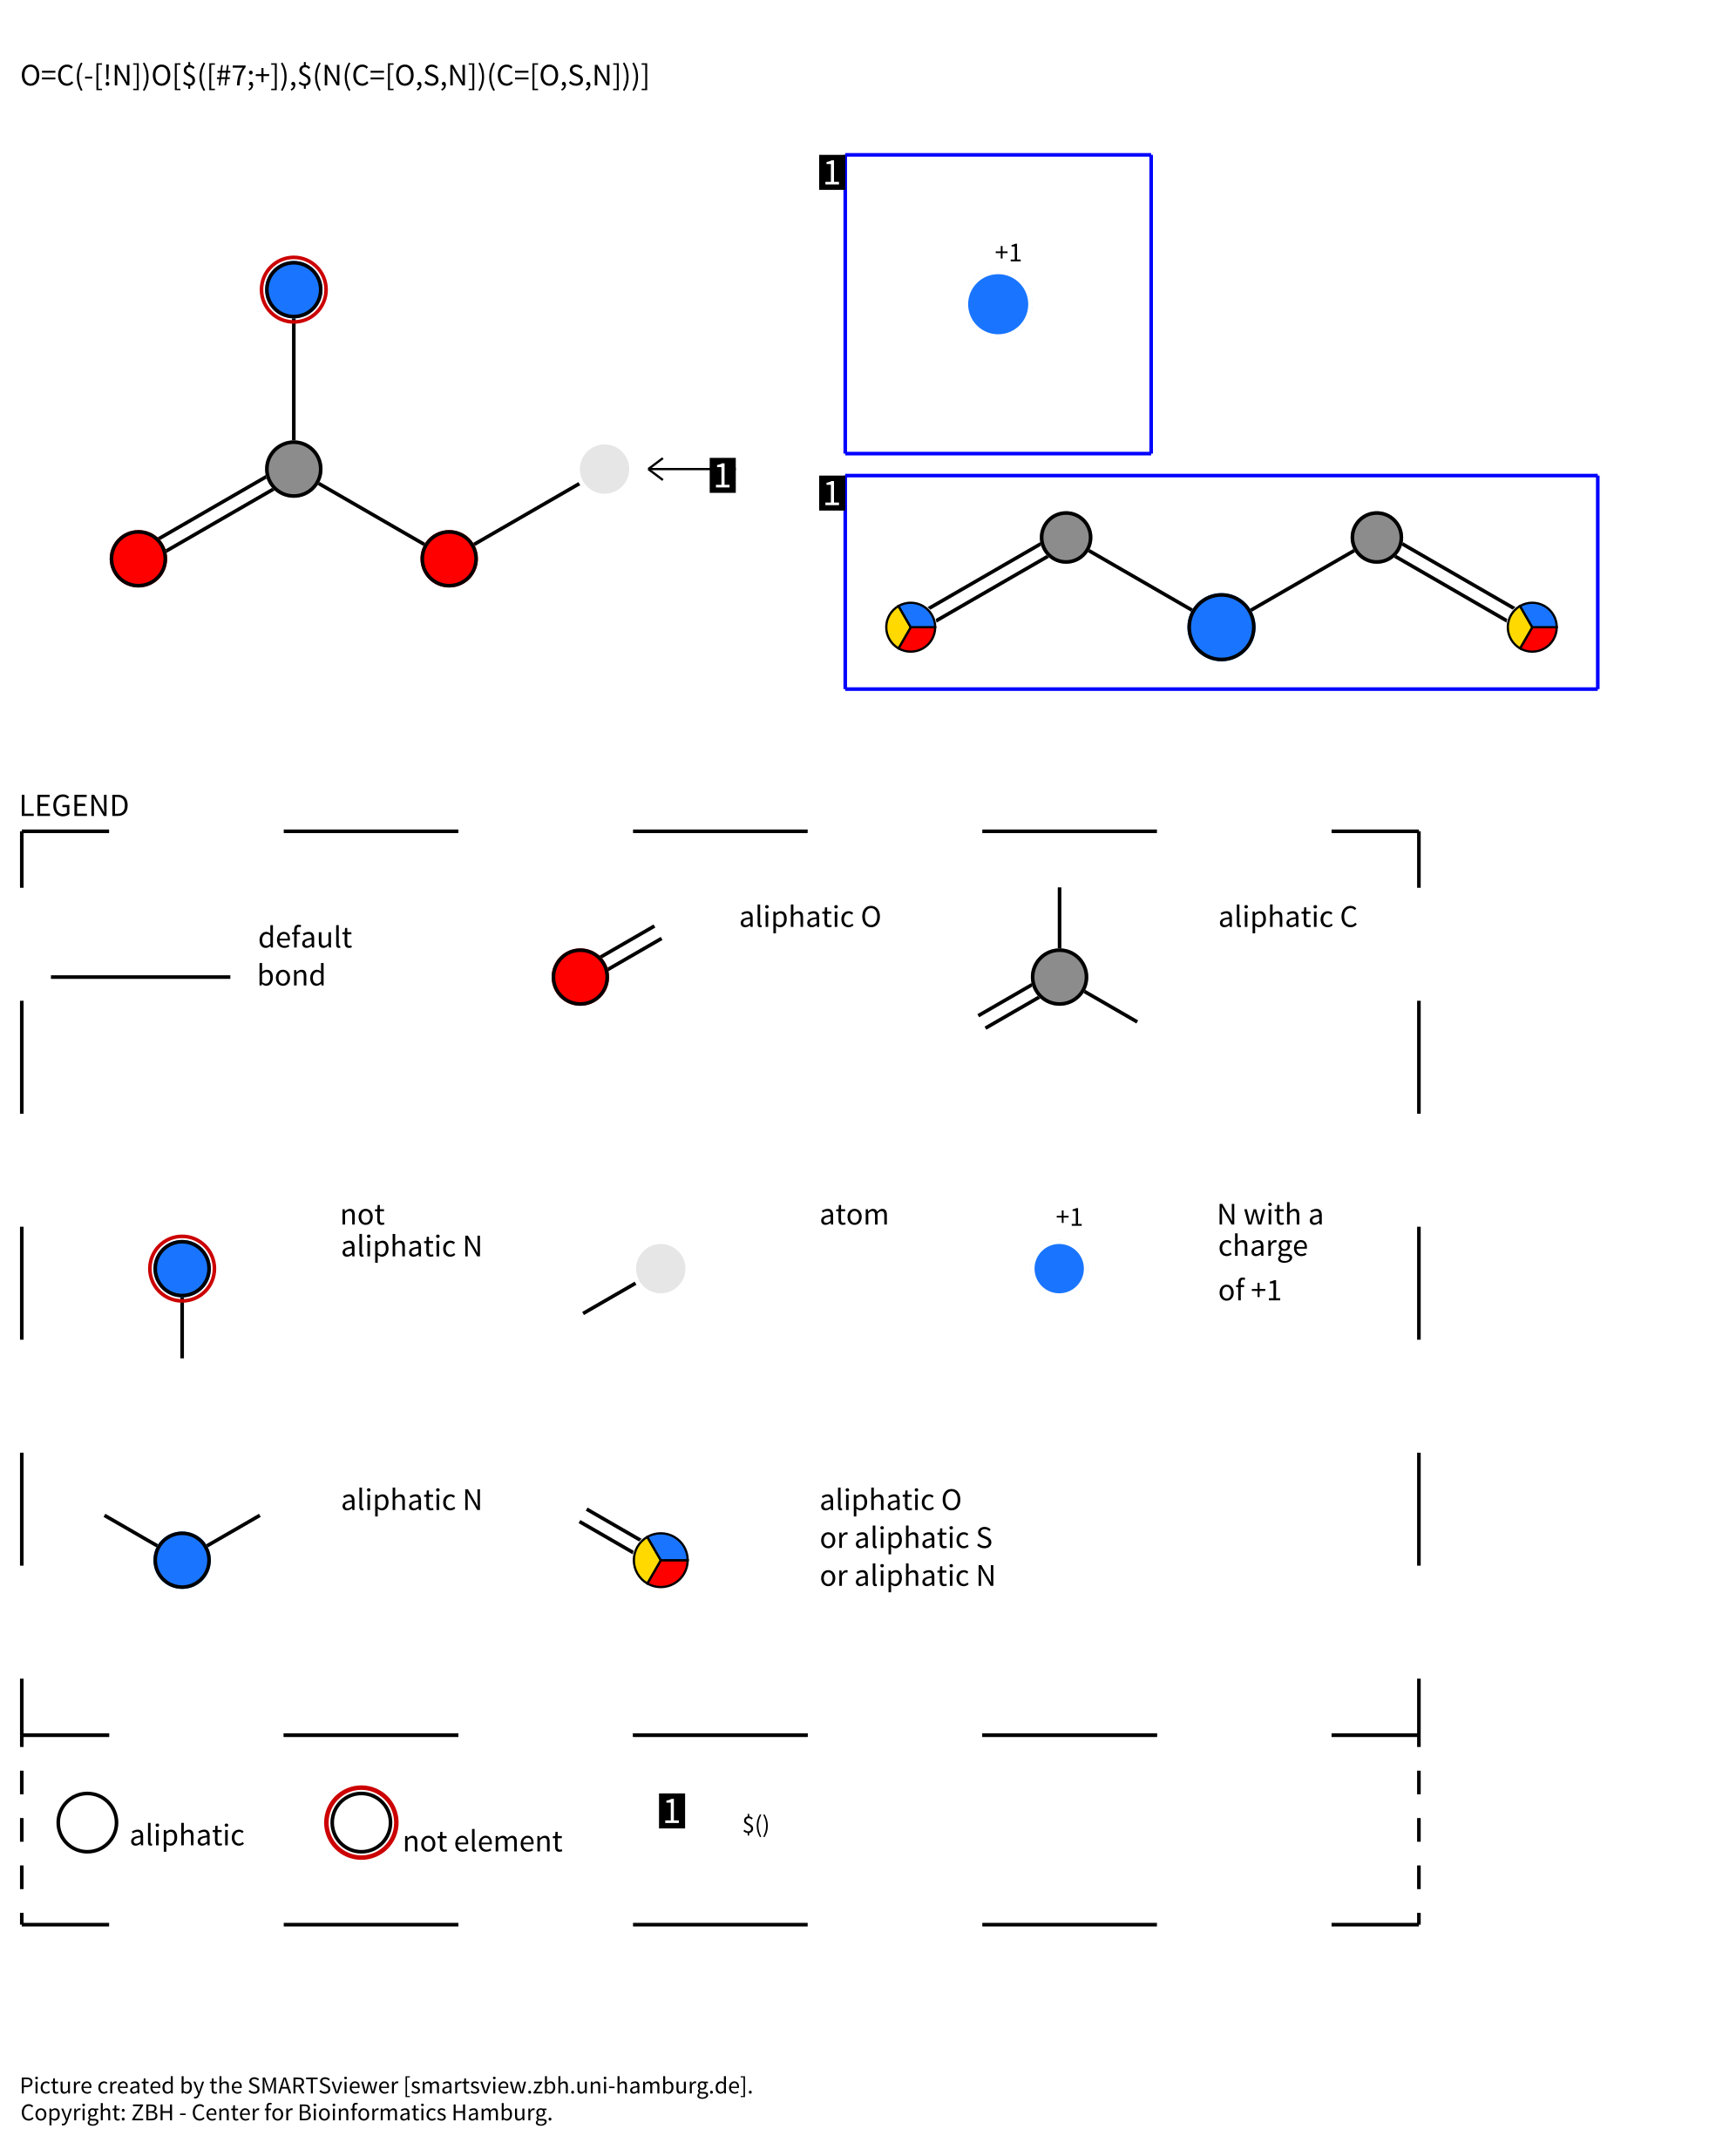 O=C(-[!N])O[$([#7;+]),$(N(C=[O,S,N])(C=[O,S,N]))]
1
+1
1
1
LEGEND
default
bond
aliphatic O
aliphatic C
not
aliphatic N
atom
+1
N with a
charge
of +1
aliphatic N
aliphatic O
or aliphatic S
or aliphatic N
aliphatic
not element
1
$()
Picture created by the SMARTSviewer [smartsview.zbh.uni-hamburg.de].
Copyright: ZBH - Center for Bioinformatics Hamburg.